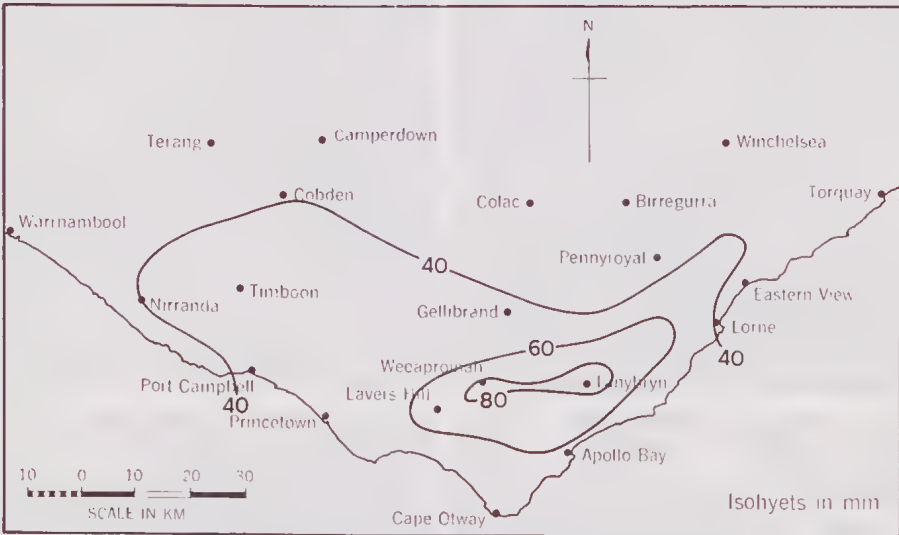 N
Terang
Camperdown
Winchelsea
Cobden
Colac
Birregurra
Torquay
Warrnambool
40
Pennyroyal
Nirranda
Timboon
Gellibrand
Eastern View
Lorne
60
40
Port Campbell
Weeaproinah
Lavers Hill
80
Tanybryn
40
Princetown
Apollo Bay
10 0 10 20 30
SCALE IN KM
Cape Otway
Isohyets in mm